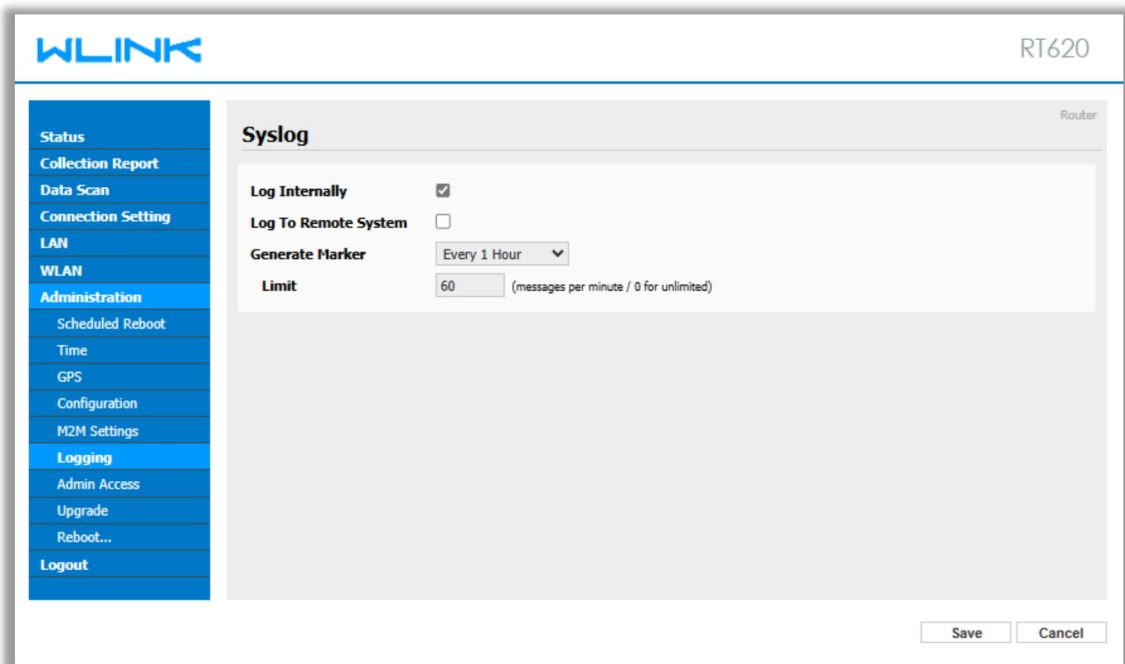 WLINK
RT620
Router
Status
Collection Report
Data Scan
Connection Setting
LAN
WLAN
Administration
Scheduled Reboot
Time
GPS
Configuration
M2M Settings
Logging
Admin Access
Upgrade
Reboot...
Logout
Syslog
Log Internally
Log To Remote System
Generate Marker Every 1 Hour
Limit 60 (messages per minute / 0 for unlimited)
Save Cancel